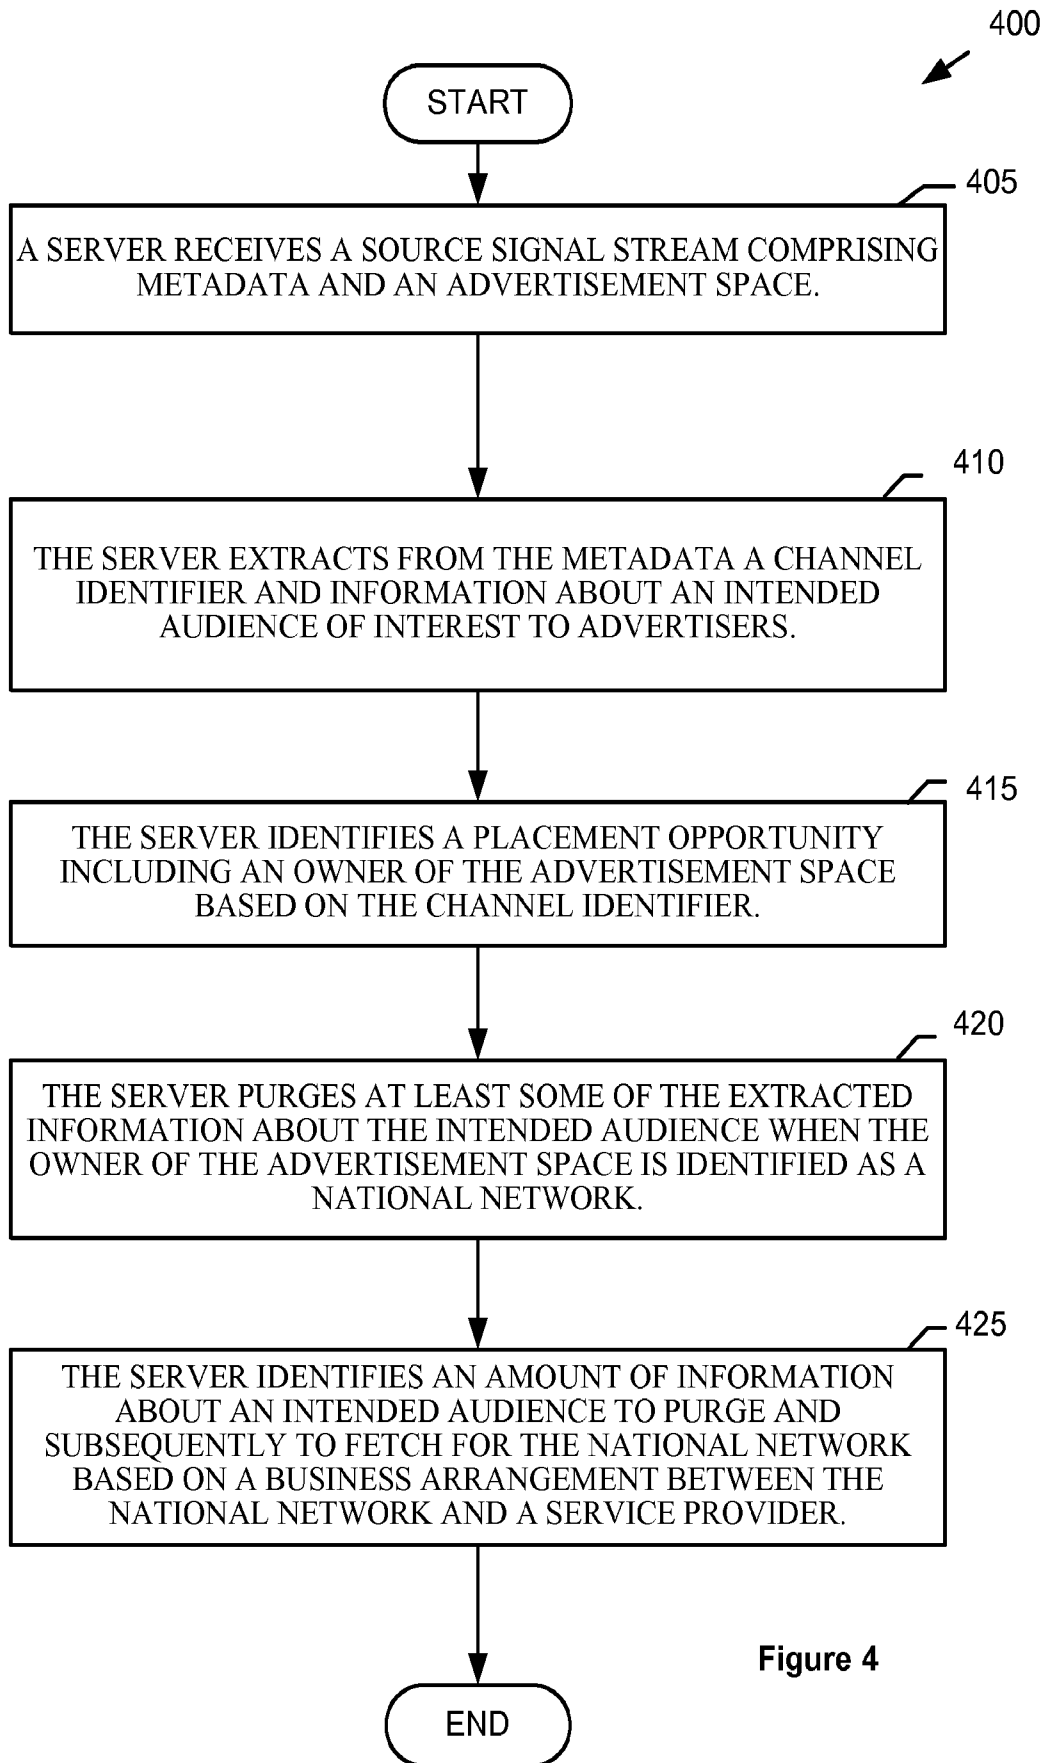 400
START
405
A SERVER RECEIVES A SOURCE SIGNAL STREAM COMPRISING
METADATA AND AN ADVERTISEMENT SPACE.
410
THE SERVER EXTRACTS FROM THE METADATA A CHANNEL
IDENTIFIER AND INFORMATION ABOUT AN INTENDED
AUDIENCE OF INTEREST TO ADVERTISERS.
415
THE SERVER IDENTIFIES A PLACEMENT OPPORTUNITY
INCLUDING AN OWNER OF THE ADVERTISEMENT SPACE
BASED ON THE CHANNEL IDENTIFIER.
420
THE SERVER PURGES AT LEAST SOME OF THE EXTRACTED
INFORMATION ABOUT THE INTENDED AUDIENCE WHEN THE
OWNER OF THE ADVERTISEMENT SPACE IS IDENTIFIED AS A
NATIONAL NETWORK.
425
THE SERVER IDENTIFIES AN AMOUNT OF INFORMATION
ABOUT AN INTENDED AUDIENCE TO PURGE AND
SUBSEQUENTLY TO FETCH FOR THE NATIONAL NETWORK
BASED ON A BUSINESS ARRANGEMENT BETWEEN THE
NATIONAL NETWORK AND A SERVICE PROVIDER.
Figure 4
END